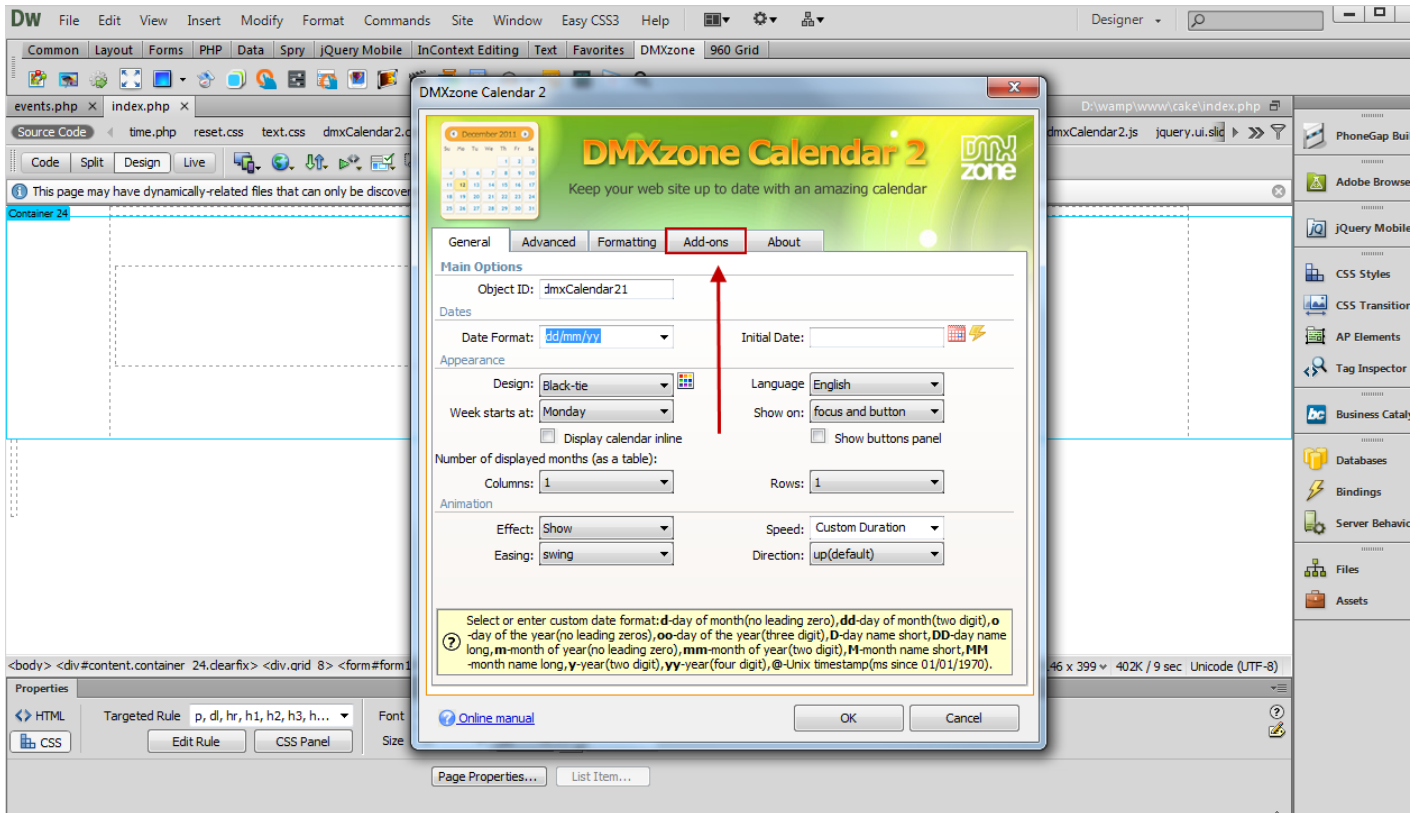 DW File Edit View Insert Modify Format Commands Site Window Easy CSS3 Help Designer
Common Layout Forms PHP Data Spry jQuery Mobile InContext Editing Text Favorites DMXzone 960 Grid
events.php index.php D:\wamp\www\cake\index.php
Source Code time.php reset.css text.css dmxCalendar2.c dmxCalendar2.js jquery.ui.slid
Code Split Design Live
This page may have dynamically-related files that can only be discover
Container 24
DMXzone Calendar 2
December 2011
DMXzone Calendar 2
DMX zone
Keep your web site up to date with an amazing calendar
General Advanced Formatting Add-ons About
Main Options
Object ID: dmxCalendar21
Dates
Date Format: dd/mm/yy Initial Date:
Appearance
Design: Black-tie Language English
Week starts at: Monday Show on: focus and button
Display calendar inline Show buttons panel
Number of displayed months (as a table):
Columns: 1 Rows: 1
Animation
Effect: Show Speed: Custom Duration
Easing: swing Direction: up(default)
Select or enter custom date format:d-day of month(no leading zero),dd-day of month(two digit),o
-day of the year(no leading zeros),oo-day of the year(three digit),D-day name short,DD-day name
long,m-month of year(no leading zero),mm-month of year(two digit),M-month name short,MM
-month name long,y-year(two digit),yy-year(four digit),@-Unix timestamp(ms since 01/01/1970).
Online manual OK Cancel
PhoneGap Buil
Adobe Browse
jQuery Mobile
CSS Styles
CSS Transition
AP Elements
Tag Inspector
Business Cataly
Databases
Bindings
Server Behavio
Files
Assets
<body> <div#content.container_24.clearfix> <div.grid_8> <form#form1 46 x 399 402K / 9 sec Unicode (UTF-8)
Properties
HTML Targeted Rule p, dl, hr, h1, h2, h3, h... Font
CSS Edit Rule CSS Panel Size
Page Properties... List Item...